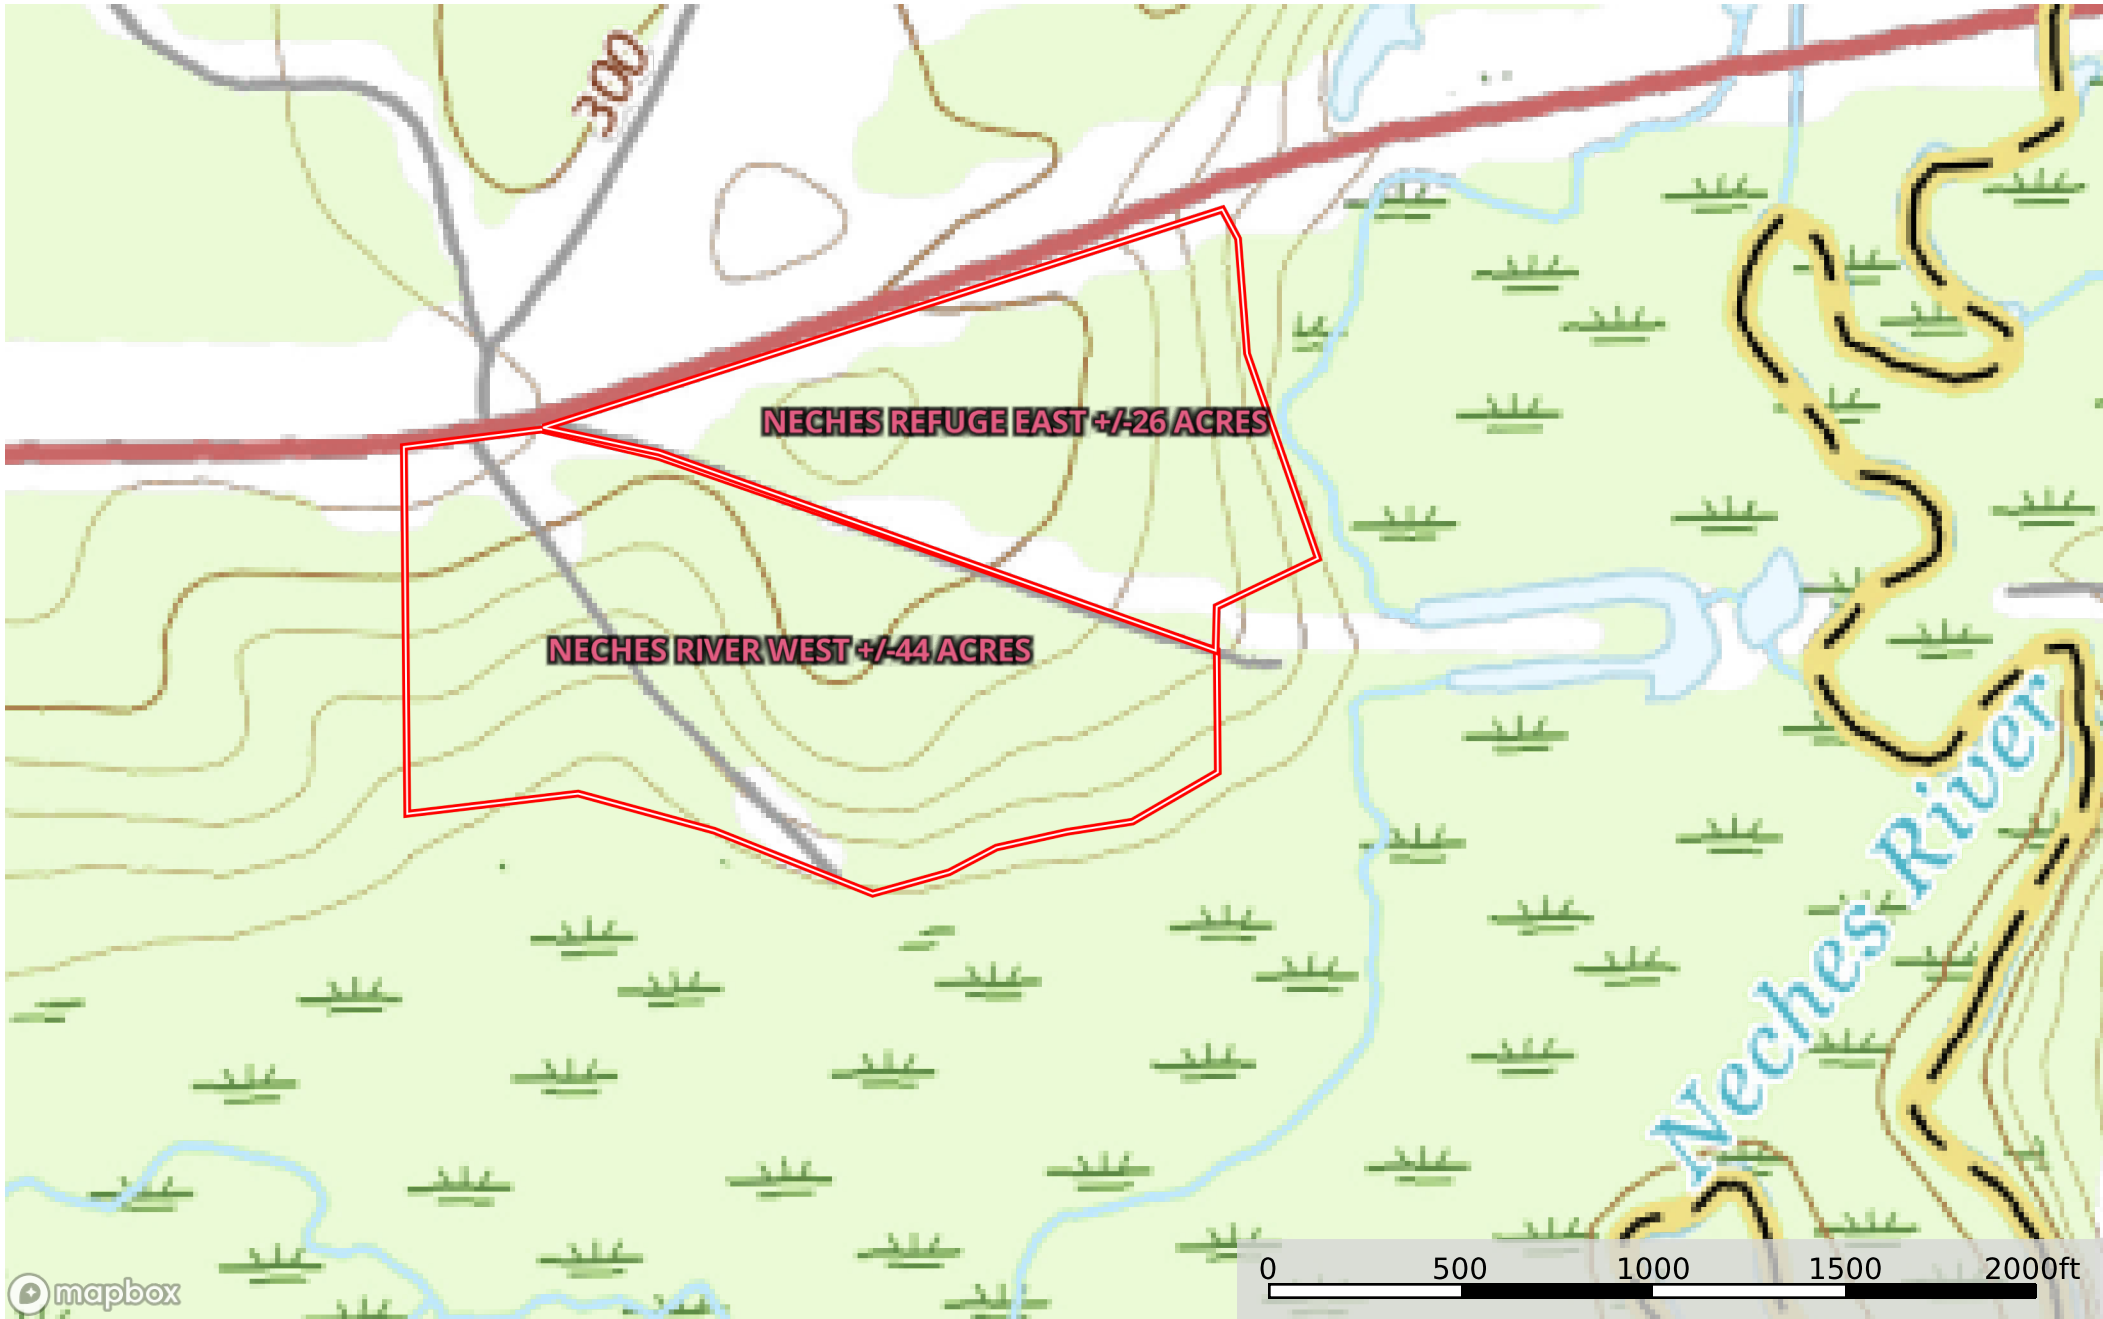 300
NECHES REFUGE EAST +/-26 ACRES
NECHES RIVER WEST +/-44 ACRES
Neches River
0 500 1000 1500 2000ft
mapbox